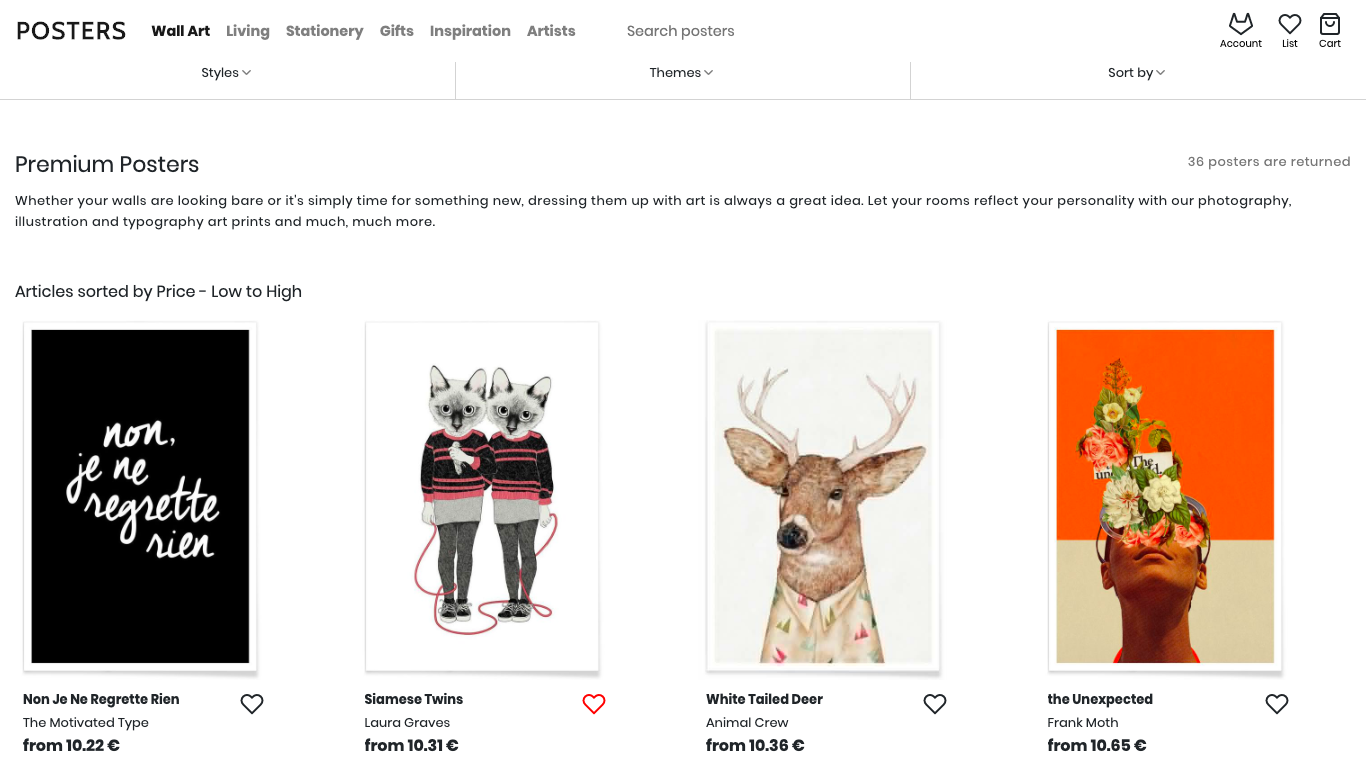 POSTERS
Wall Art Living Stationery Gifts Inspiration Artists
Search posters
Account List Cart
Styles Themes Sort by
Premium Posters
36 posters are returned
Whether your walls are looking bare or it's simply time for something new, dressing them up with art is always a great idea. Let your rooms reflect your personality with our photography,
illustration and typography art prints and much, much more.
Articles sorted by Price - Low to High
non,
je ne
regrette
rien
The
Non Je Ne Regrette Rien
The Motivated Type
from 10.22 €
Siamese Twins
Laura Graves
from 10.31 €
White Tailed Deer
Animal Crew
from 10.36 €
the Unexpected
Frank Moth
from 10.65 €